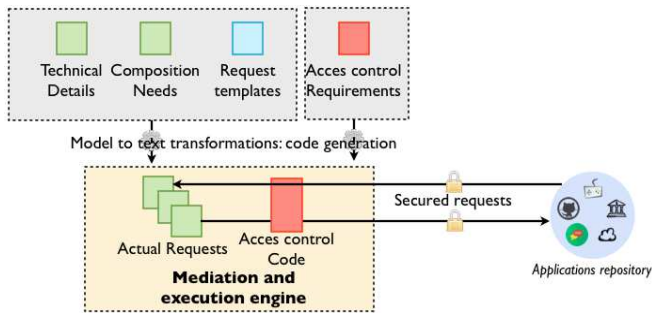 Technical
Details
Composition
Needs
Request
templates
Acces control
Requirements
Model to text transformations: code generation
Secured requests
Actual Requests
Acces control
Code
Mediation and
execution engine
Applications repository